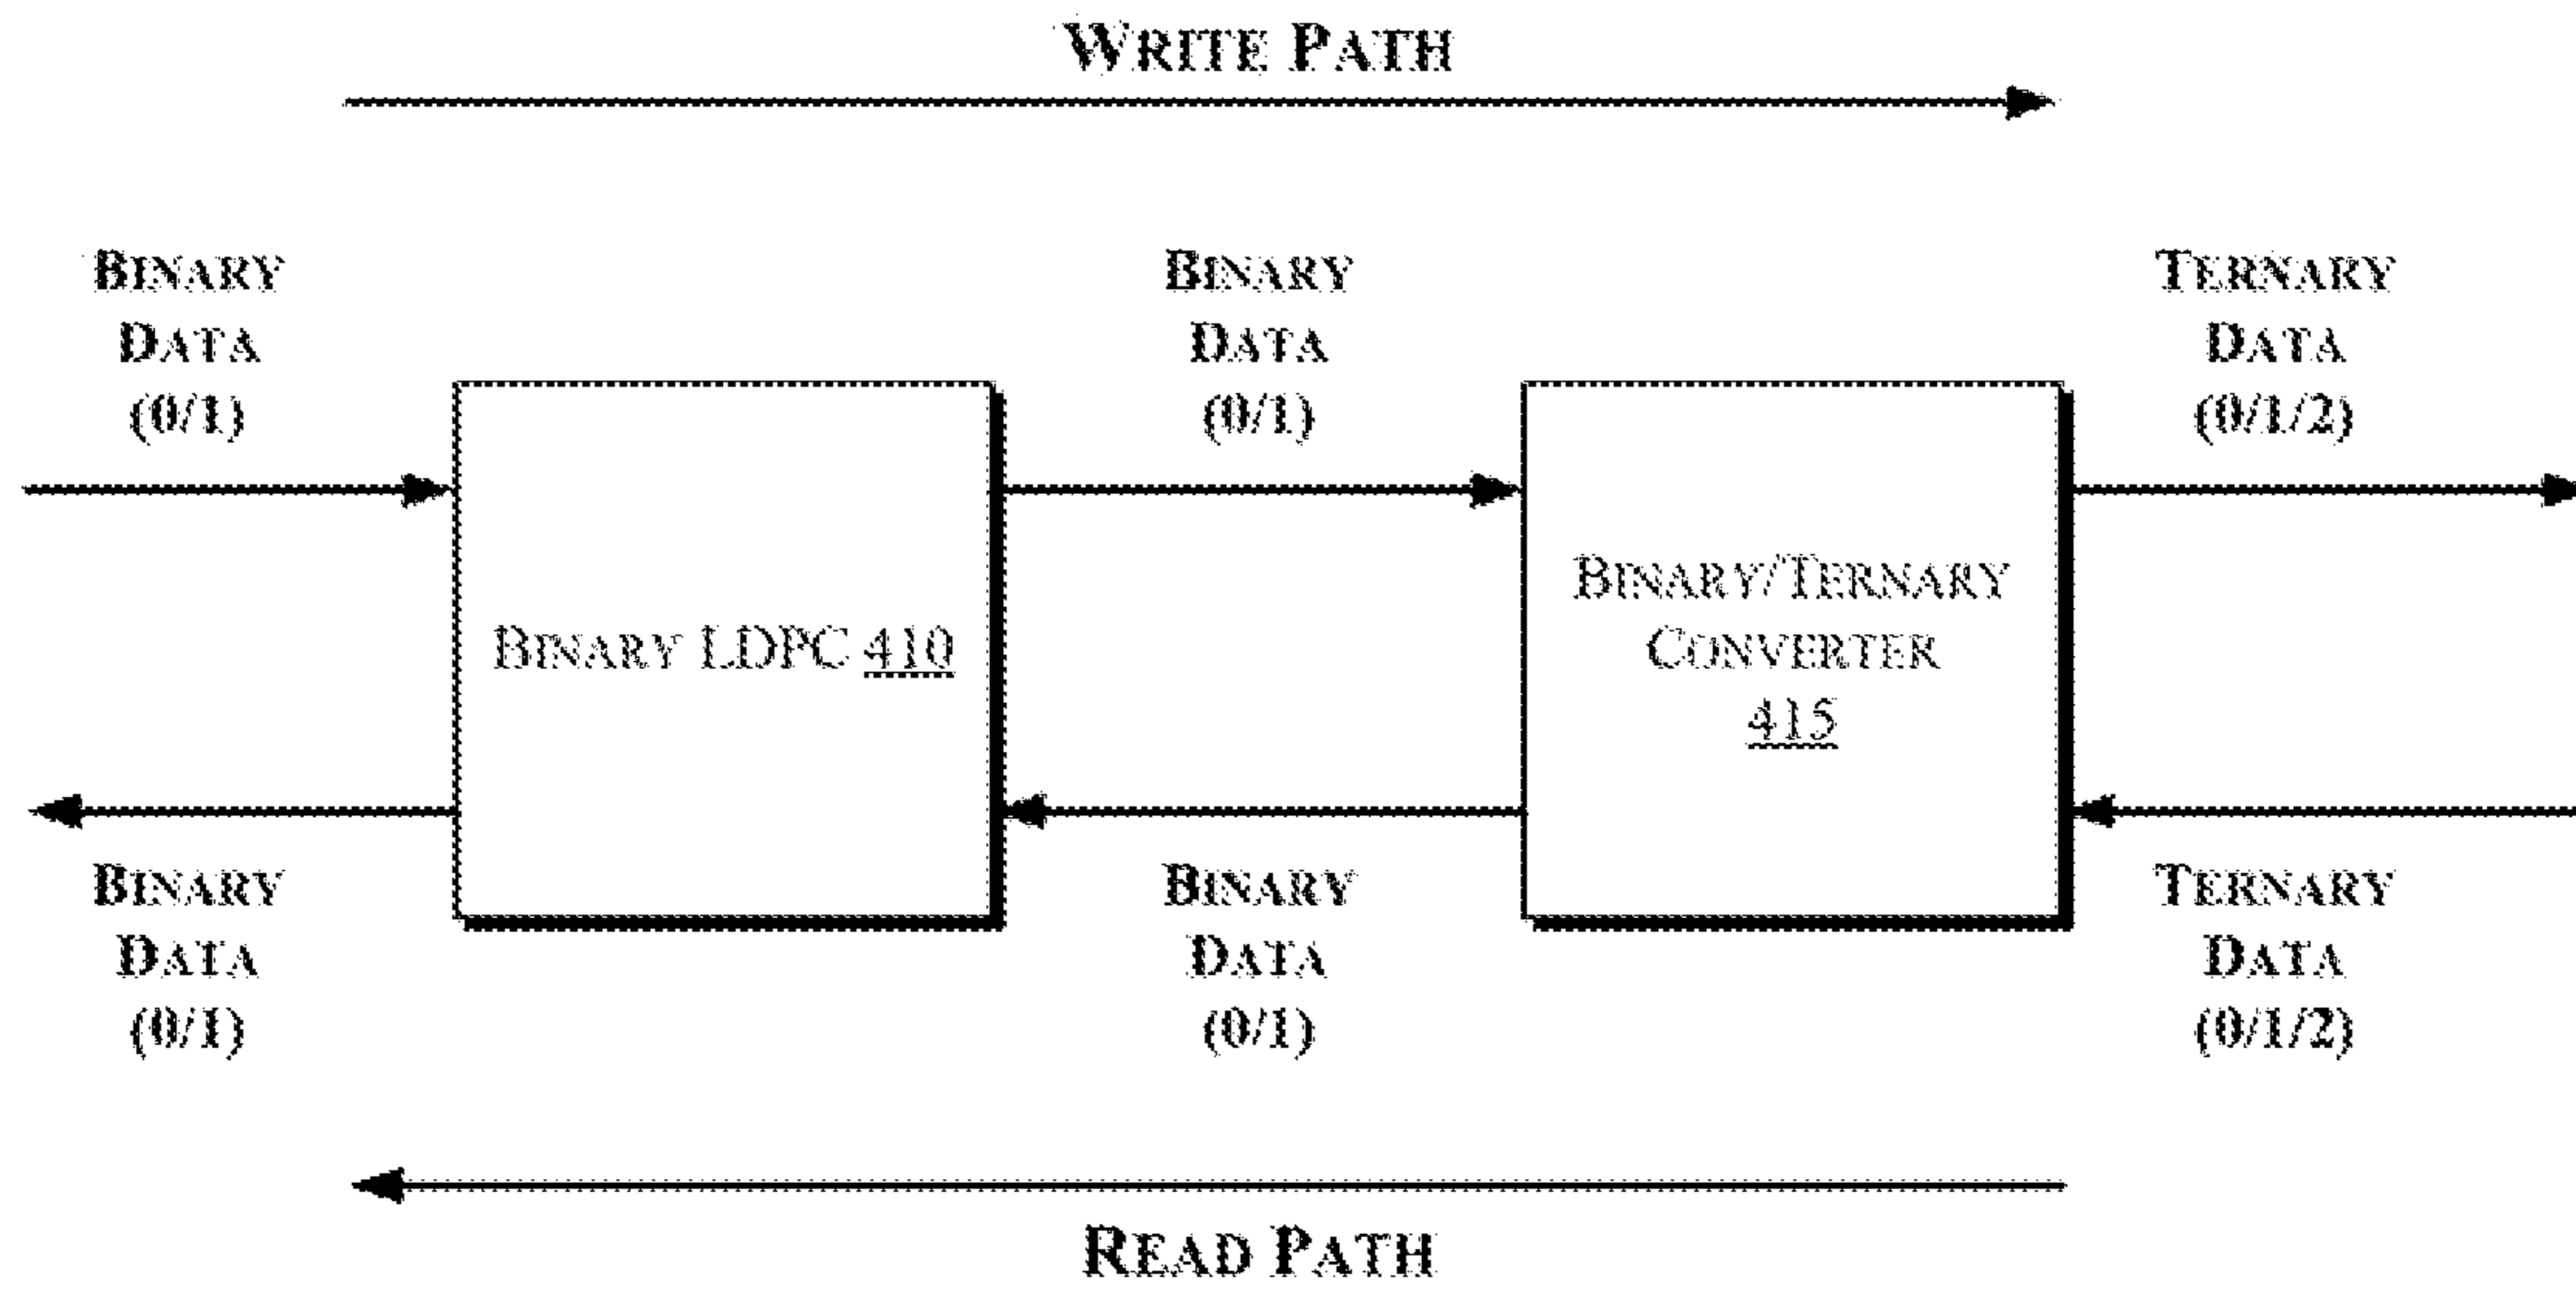 WRITE PATH
BINARY
DATA
(0/1)
BINARY
DATA
(0/1)
TERNARY
DATA
(0/1/2)
BINARY LDPC 410
BINARY/TERNARY
CONVERTER
415
BINARY
DATA
(0/1)
BINARY
DATA
(0/1)
TERNARY
DATA
(0/1/2)
READ PATH